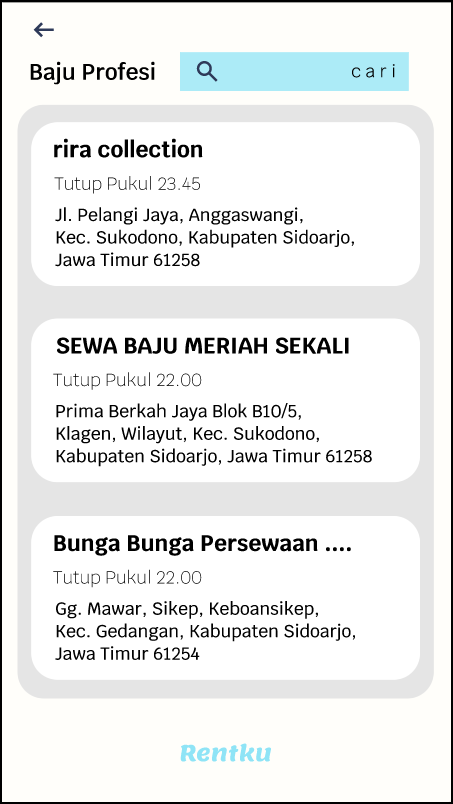 Baju Profesi
cari
rira collection
Tutup Pukul 23.45
Jl. Pelangi Jaya, Anggaswangi,
Kec. Sukodono, Kabupaten Sidoarjo,
Jawa Timur 61258
SEWA BAJU MERIAH SEKALI
Tutup Pukul 22.00
Prima Berkah Jaya Blok B10/5,
Klagen, Wilayut, Kec. Sukodono,
Kabupaten Sidoarjo, Jawa Timur 61258
Bunga Bunga Persewaan ....
Tutup Pukul 22.00
Gg. Mawar, Sikep, Keboansikep,
Kec. Gedangan, Kabupaten Sidoarjo,
Jawa Timur 61254
Rentku